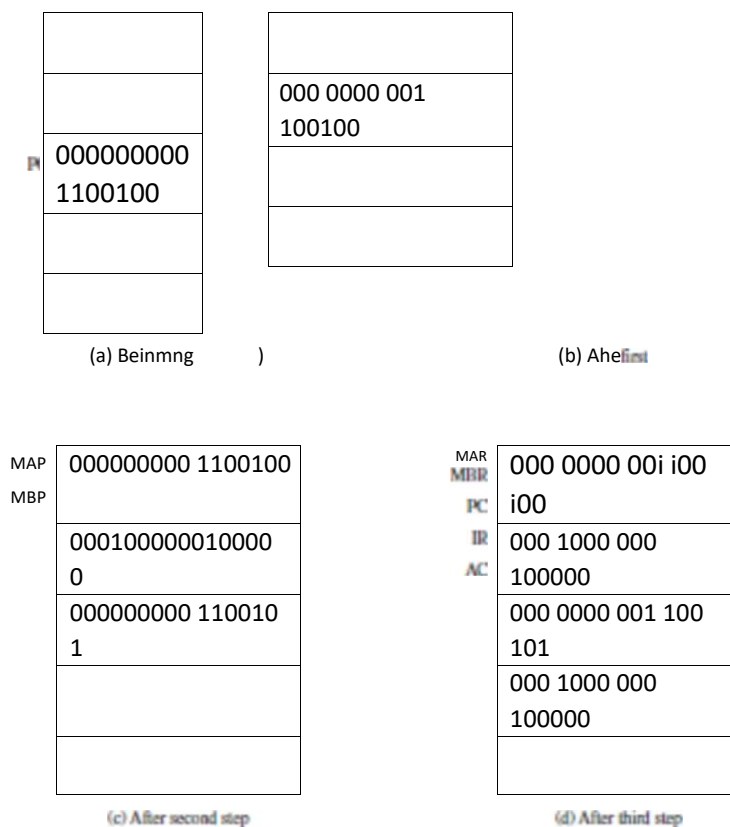 000 0000 001
100100
000000000
1100100
(a) Beinmng )
(b) Ahefirst
MAP
000000000 1100100
MBP
000100000010000
0
000000000 110010
1
(c) After second step
MAR
MBR
PC
IR
AC
000 0000 00i i00
i00
000 1000 000
100000
000 0000 001 100
101
000 1000 000
100000
(d) After third step